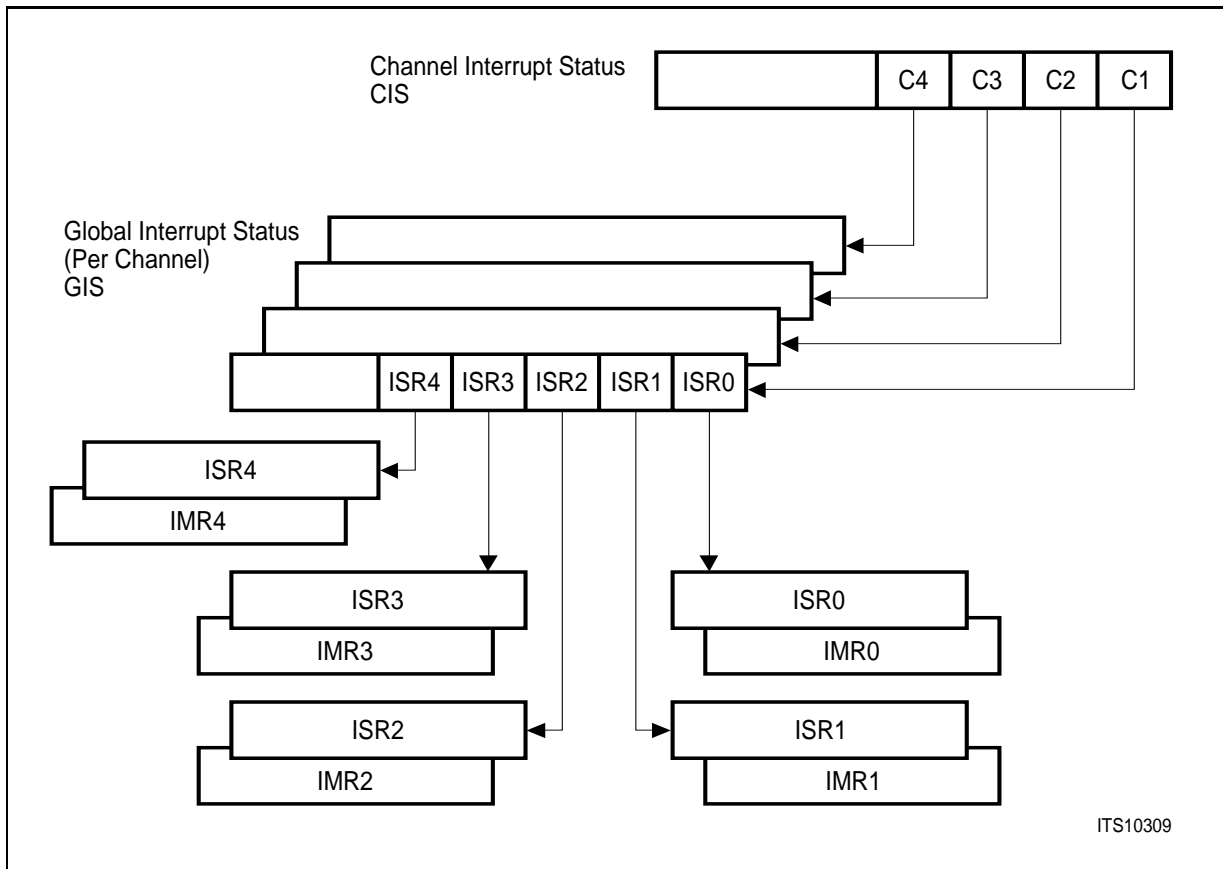 Channel Interrupt Status
CIS
C4 C3 C2 C1
Global Interrupt Status
(Per Channel)
GIS
ISR4 ISR3 ISR2 ISR1 ISR0
ISR4
IMR4
ISR3
IMR3
ISR0
IMR0
ISR2
IMR2
ISR1
IMR1
ITS10309